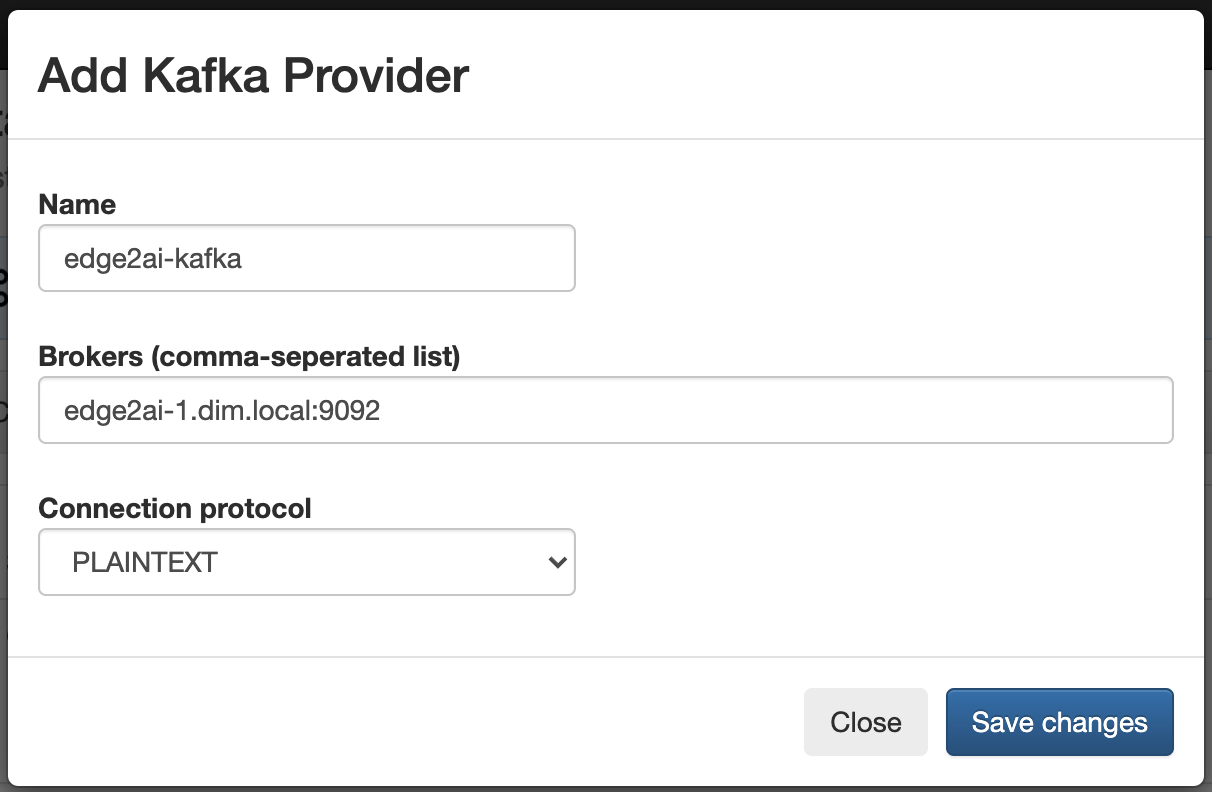 Add Kafka Provider
Name
edge2ai-kafka
Brokers (comma-seperated list)
edge2ai-1.dim.local:9092
Connection protocol
PLAINTEXT
Close Save changes